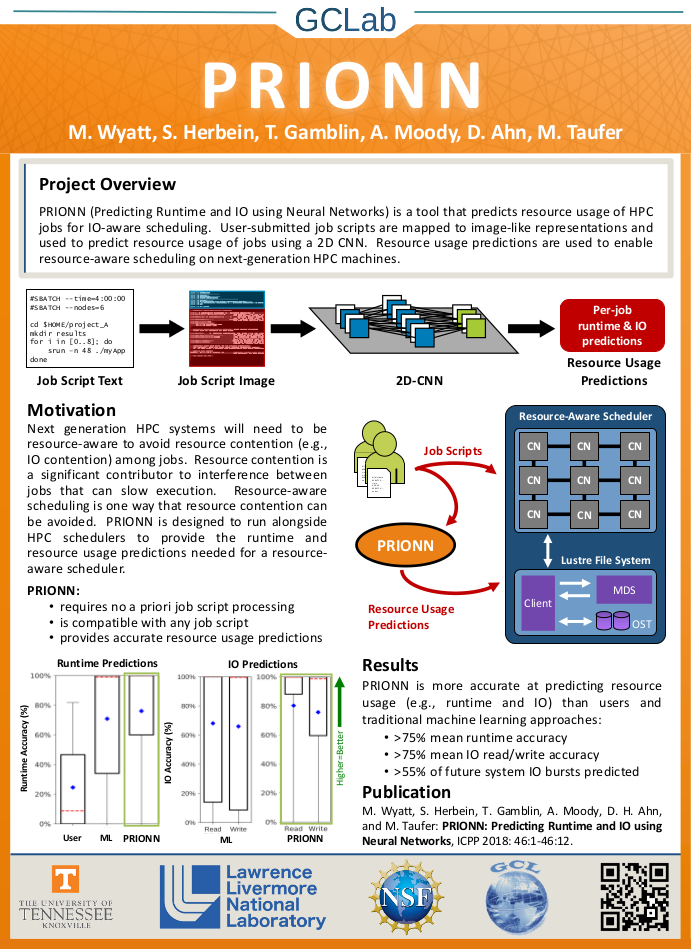 GCLab
PRIONN
M. Wyatt, S. Herbein, T. Gamblin, A. Moody, D. Ahn, M. Taufer
Project Overview
PRIONN (Predicting Runtime and IO using Neural Networks) is a tool that predicts resource usage of HPC
jobs for IO-aware scheduling. User-submitted job scripts are mapped to image-like representations and
used to predict resource usage of jobs using a 2D CNN. Resource usage predictions are used to enable
resource-aware scheduling on next-generation HPC machines.
#SBATCH --time=4:00:00
#SBATCH --nodes=6
cd $HOME/project_A
mkdir results
for i in [0..8]; do
srun -n 48 ./myApp
done
Job Script Text
Job Script Image
2D-CNN
Per-job
runtime & IO
predictions
Resource Usage
Predictions
Motivation
Next generation HPC systems will need to be
resource-aware to avoid resource contention (e.g.,
IO contention) among jobs. Resource contention is
a significant contributor to interference between
jobs that can slow execution. Resource-aware
scheduling is one way that resource contention can
be avoided. PRIONN is designed to run alongside
HPC schedulers to provide the runtime and
resource usage predictions needed for a resource-
aware scheduler.
PRIONN:
• requires no a priori job script processing
• is compatible with any job script
• provides accurate resource usage predictions
Job Scripts
PRIONN
Resource Usage
Predictions
Resource-Aware Scheduler
CN CN CN
CN CN CN
CN CN CN
Lustre File System
Client
MDS
OST
Runtime Predictions
Runtime Accuracy (%)
100%
80%
60%
40%
20%
0%
User ML PRIONN
IO Predictions
IO Accuracy (%)
100%
80%
60%
40%
20%
0%
Read Write
ML
100%
80%
60%
40%
20%
0%
Read Write
PRIONN
Higher=Better
Results
PRIONN is more accurate at predicting resource
usage (e.g., runtime and IO) than users and
traditional machine learning approaches:
• >75% mean runtime accuracy
• >75% mean IO read/write accuracy
• >55% of future system IO bursts predicted
Publication
M. Wyatt, S. Herbein, T. Gamblin, A. Moody, D. H. Ahn,
and M. Taufer: PRIONN: Predicting Runtime and IO using
Neural Networks, ICPP 2018: 46:1-46:12.
T
THE UNIVERSITY OF
TENNESSEE
KNOXVILLE
Lawrence
Livermore
National
Laboratory
NSF
GCL